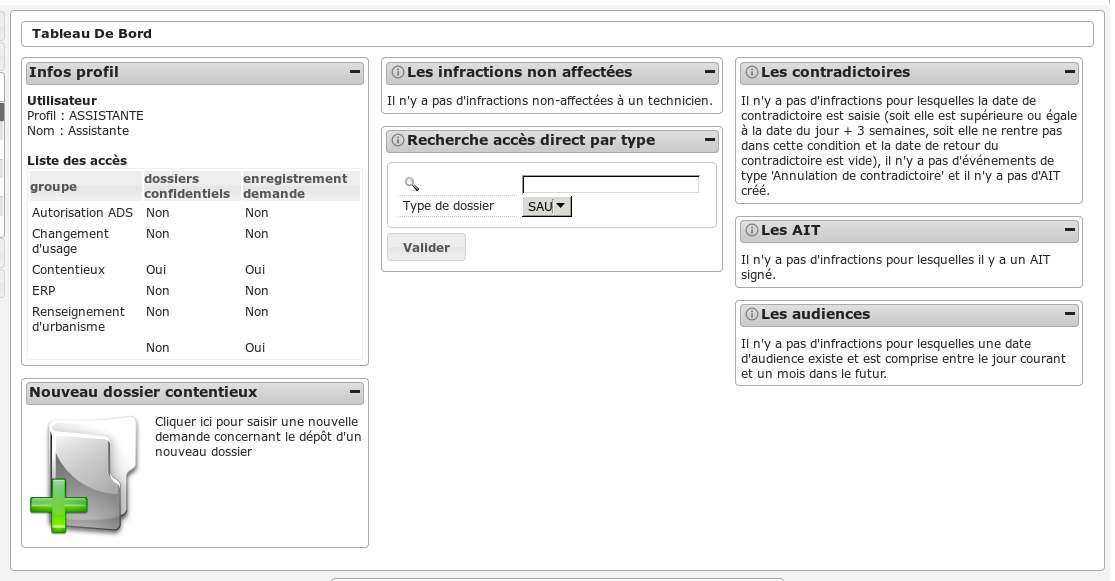 Tableau De Bord
Infos profil
Utilisateur
Profil : ASSISTANTE
Nom : Assistante
Liste des accès
groupe dossiers confidentiels enregistrement demande
Autorisation ADS Non Non
Changement d'usage Non Non
Contentieux Oui Oui
ERP Non Non
Renseignement d'urbanisme Non Non
Non Oui
Nouveau dossier contentieux
Cliquer ici pour saisir une nouvelle
demande concernant le dépôt d'un
nouveau dossier
Les infractions non affectées
Il n'y a pas d'infractions non-affectées à un technicien.
Recherche accès direct par type
Type de dossier SAU
Valider
Les contradictoires
Il n'y a pas d'infractions pour lesquelles la date de
contradictoire est saisie (soit elle est supérieure ou égale
à la date du jour + 3 semaines, soit elle ne rentre pas
dans cette condition et la date de retour du
contradictoire est vide), il n'y a pas d'événements de
type 'Annulation de contradictoire' et il n'y a pas d'AIT
créé.
Les AIT
Il n'y a pas d'infractions pour lesquelles il y a un AIT
signé.
Les audiences
Il n'y a pas d'infractions pour lesquelles une date
d'audience existe et est comprise entre le jour courant
et un mois dans le futur.